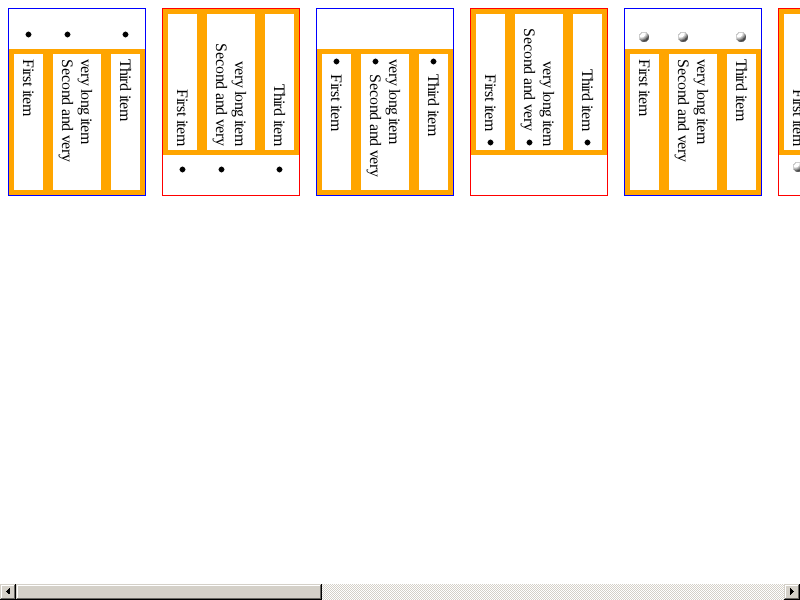 • First item
• Second and very
very long item
• Third item
• First item
• Second and very
very long item
• Third item
• First item
• Second and very
very long item
• Third item
• First item
• Second and very
very long item
• Third item
First item
Second and very
very long item
Third item
First item